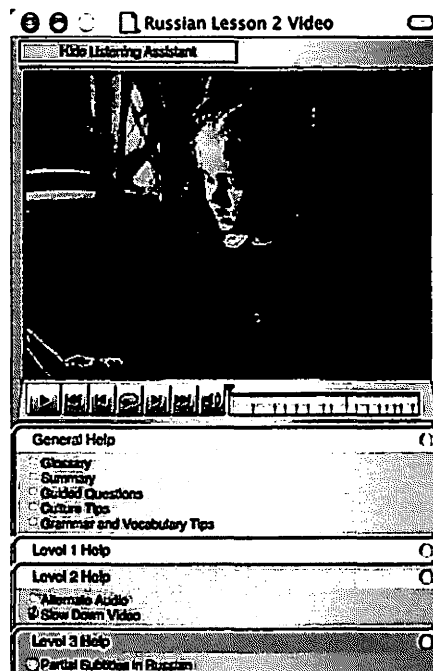 Russian Lesson 2 Video
Hide Listening Assistant
General Help
Glossary
Summary
Guided Questions
Culture Tips
Grammar and Vocabulary Tips
Level 1 Help
Level 2 Help
Alternate Audio
Slow Down Video
Level 3 Help
Partial Subtitles in Russian